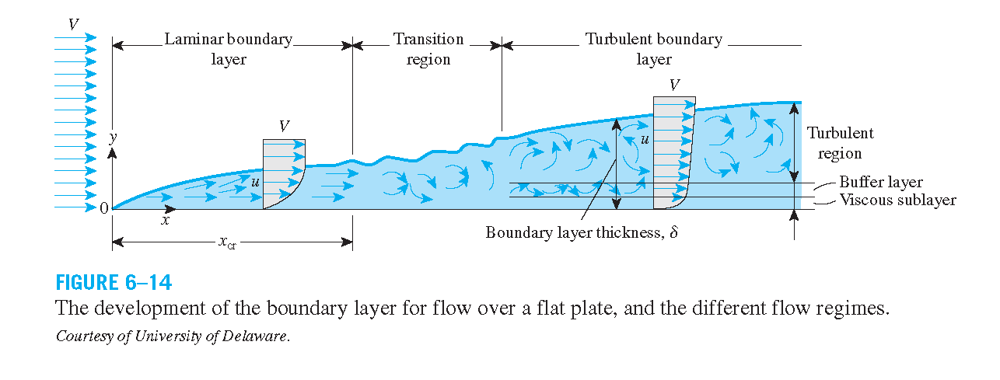 V
Laminar boundary
layer
Transition
region
Turbulent boundary
layer
V
V
y
u
u
Turbulent
region
Buffer layer
Viscous sublayer
0
x
x_cr
Boundary layer thickness, δ
FIGURE 6–14
The development of the boundary layer for flow over a flat plate, and the different flow regimes.
Courtesy of University of Delaware.